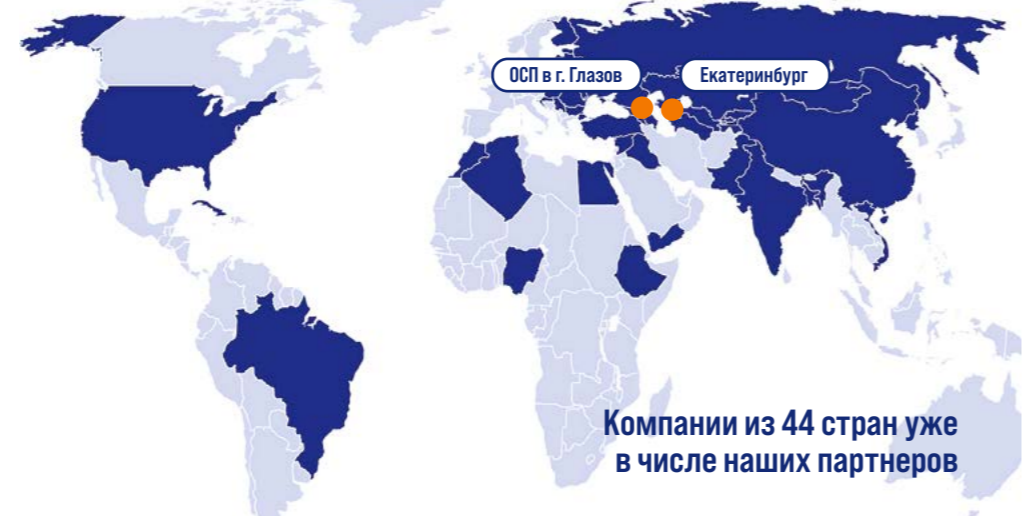 ОСП в г. Глазов
Екатеринбург
Компании из 44 стран уже
в числе наших партнеров